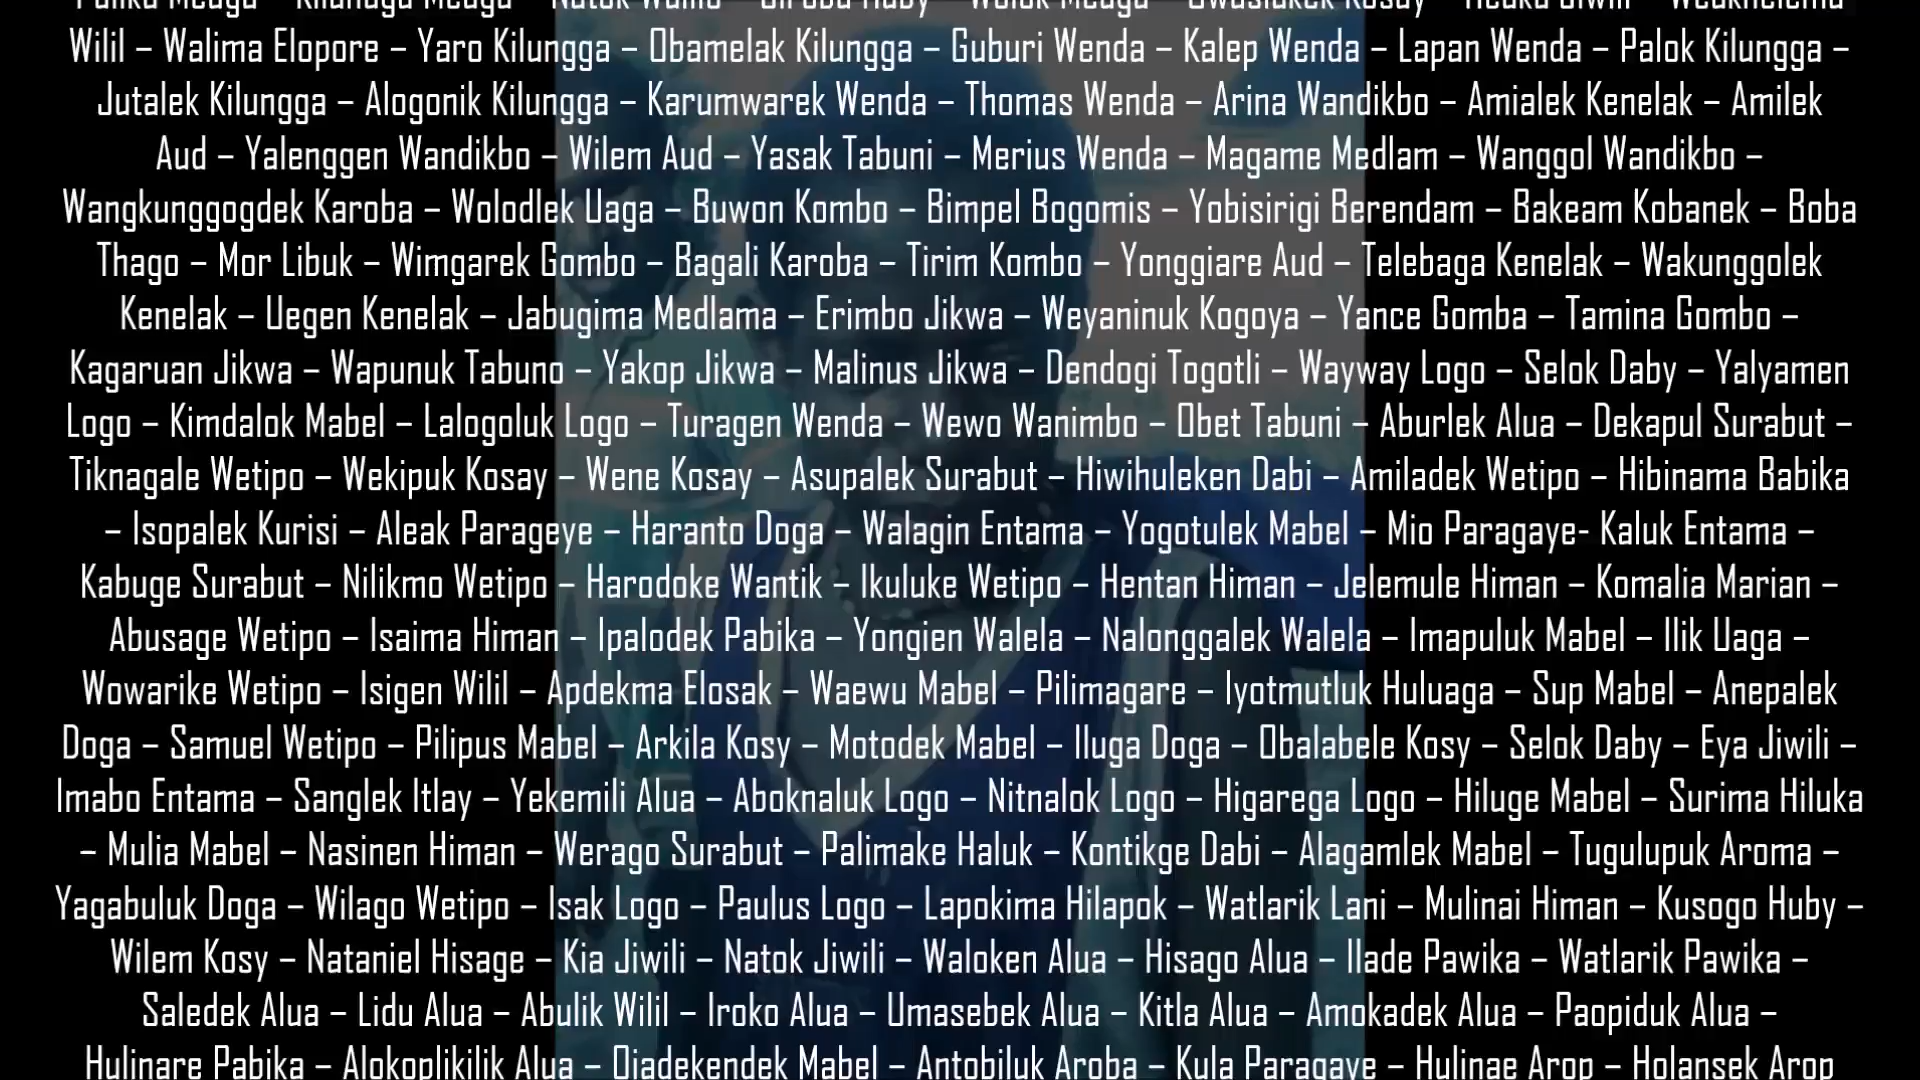 Wilil – Walima Elopore – Yaro Kilungga – Obamelak Kilungga – Guburi Wenda – Kalep Wenda – Lapan Wenda – Palok Kilungga –
Jutalek Kilungga – Alogonik Kilungga – Karumwarek Wenda – Thomas Wenda – Arina Wandikbo – Amialek Kenelak – Amilek
Aud – Yalenggen Wandikbo – Wilem Aud – Yasak Tabuni – Merius Wenda – Magame Medlam – Wanggol Wandikbo –
Wangkunggogdek Karoba – Wolodlek Uaga – Buwon Kombo – Bimpel Bogomis – Yobisirigi Berendam – Bakeam Kobanek – Boba
Thago – Mor Libuk – Wimgarek Gombo – Bagali Karoba – Tirim Kombo – Yonggiare Aud – Telebaga Kenelak – Wakunggolek
Kenelak – Uegen Kenelak – Jabugima Medlama – Erimbo Jikwa – Weyaninuk Kogoya – Yance Gomba – Tamina Gombo –
Kagaruan Jikwa – Wapunuk Tabuno – Yakop Jikwa – Malinus Jikwa – Dendogi Togotli – Wayway Logo – Selok Daby – Yalyamen
Logo – Kimdalok Mabel – Lalogoluk Logo – Turagen Wenda – Wewo Wanimbo – Obet Tabuni – Aburlek Alua – Dekapul Surabut –
Tiknagale Wetipo – Wekipuk Kosay – Wene Kosay – Asupalek Surabut – Hiwihuleken Dabi – Amiladek Wetipo – Hibinama Babika
– Isopalek Kurisi – Aleak Parageye – Haranto Doga – Walagin Entama – Yogotulek Mabel – Mio Paragaye- Kaluk Entama –
Kabuge Surabut – Nilikmo Wetipo – Harodoke Wantik – Ikuluke Wetipo – Hentan Himan – Jelemule Himan – Komalia Marian –
Abusage Wetipo – Isaima Himan – Ipalodek Pabika – Yongien Walela – Nalonggalek Walela – Imapuluk Mabel – Ilik Uaga –
Wowarike Wetipo – Isigen Wilil – Apdekma Elosak – Waewu Mabel – Pilimagare – Iyotmutluk Huluaga – Sup Mabel – Anepalek
Doga – Samuel Wetipo – Pilipus Mabel – Arkila Kosy – Motodek Mabel – Iluga Doga – Obalabele Kosy – Selok Daby – Eya Jiwili –
Imabo Entama – Sanglek Itlay – Yekemili Alua – Aboknaluk Logo – Nitnalok Logo – Higarega Logo – Hiluge Mabel – Surima Hiluka
– Mulia Mabel – Nasinen Himan – Werago Surabut – Palimake Haluk – Kontikge Dabi – Alagamlek Mabel – Tugulupuk Aroma –
Yagabuluk Doga – Wilago Wetipo – Isak Logo – Paulus Logo – Lapokima Hilapok – Watlarik Lani – Mulinai Himan – Kusogo Huby –
Wilem Kosy – Nataniel Hisage – Kia Jiwili – Natok Jiwili – Waloken Alua – Hisago Alua – Ilade Pawika – Watlarik Pawika –
Saledek Alua – Lidu Alua – Abulik Wilil – Iroko Alua – Umasebek Alua – Kitla Alua – Amokadek Alua – Paopiduk Alua –
Hulinare Pabika – Alokoplikilik Alua – Oiadekendek Mabel – Antobiluk Aroba – Kula Paragaye – Hulinae Arop – Holansek Arop